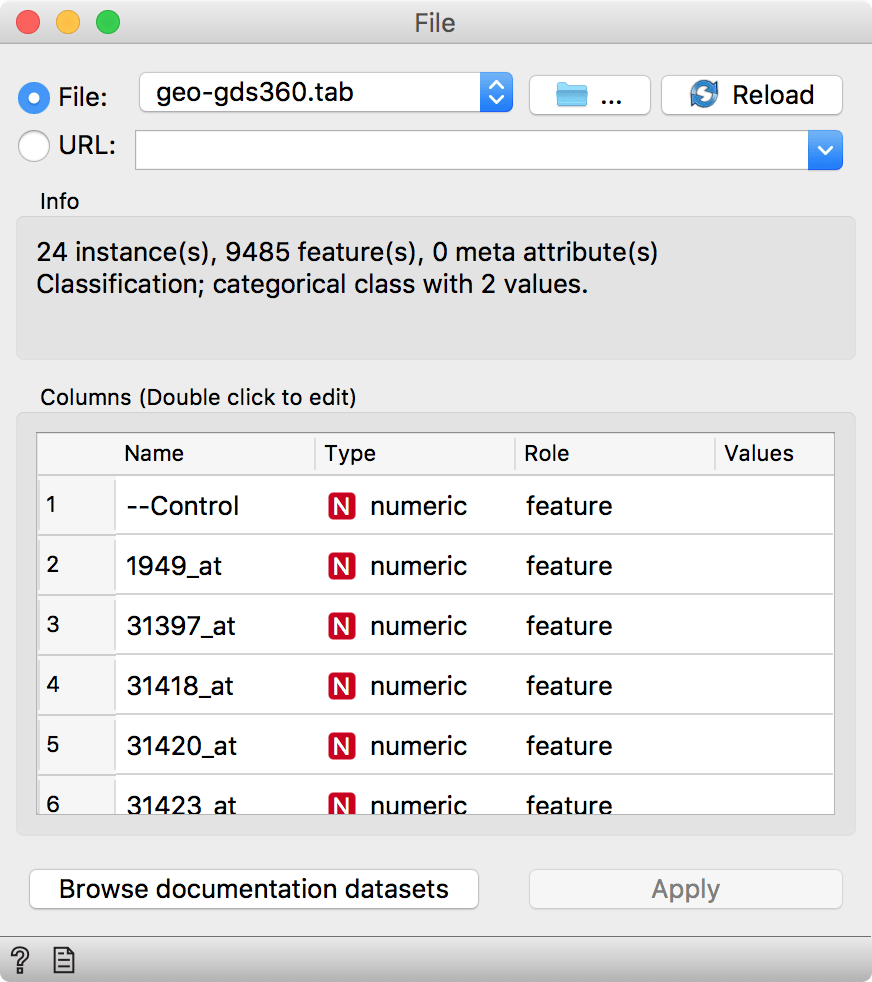 File
File: geo-gds360.tab ... Reload
URL:
Info
24 instance(s), 9485 feature(s), 0 meta attribute(s)
Classification; categorical class with 2 values.
Columns (Double click to edit)
Name Type Role Values
1 --Control N numeric feature
2 1949_at N numeric feature
3 31397_at N numeric feature
4 31418_at N numeric feature
5 31420_at N numeric feature
6 31423_at N numeric feature
Browse documentation datasets Apply
?